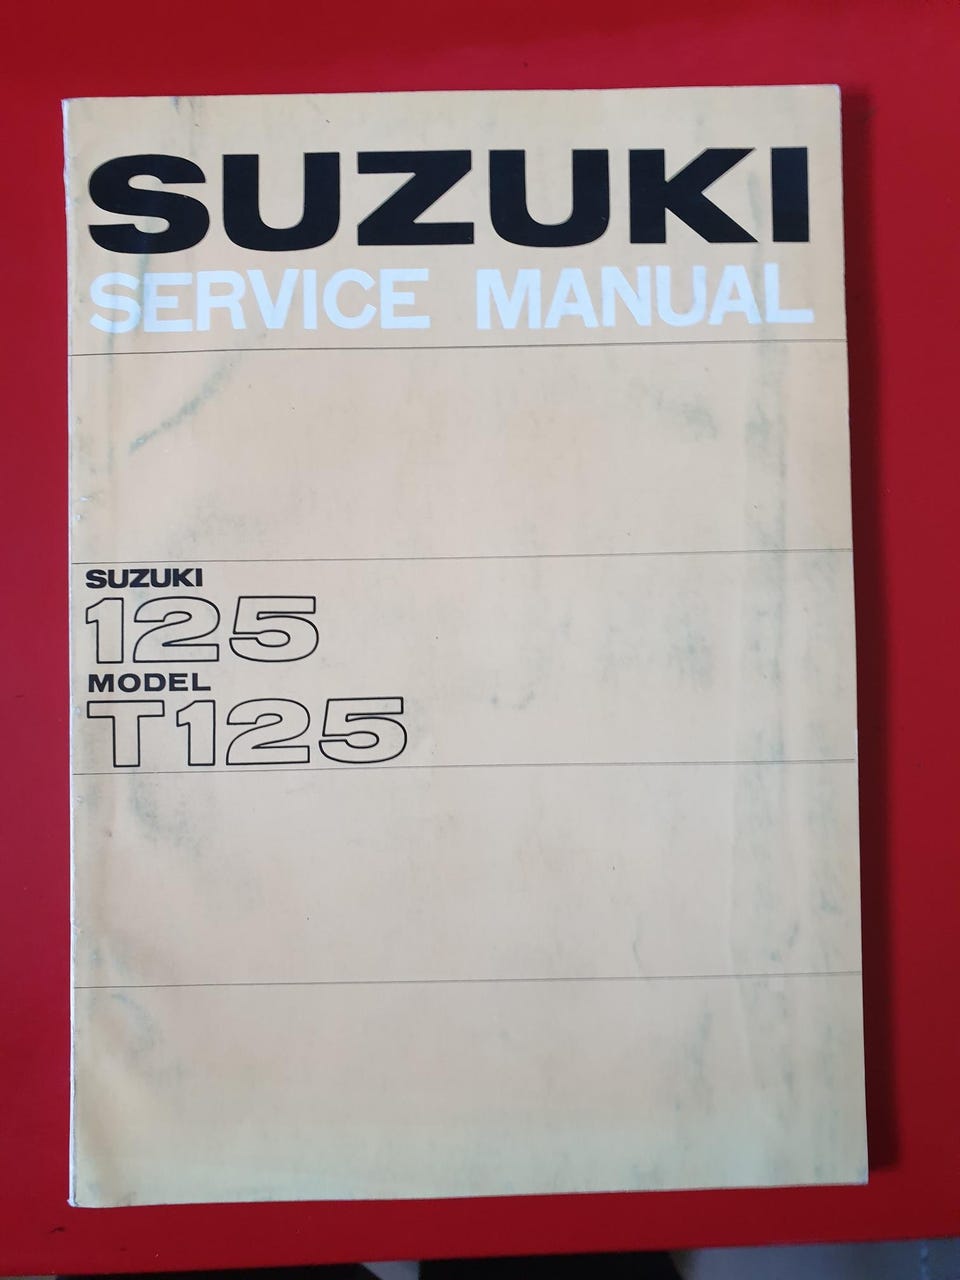 SUZUKI
SERVICE MANUAL
SUZUKI
125
MODEL
T125